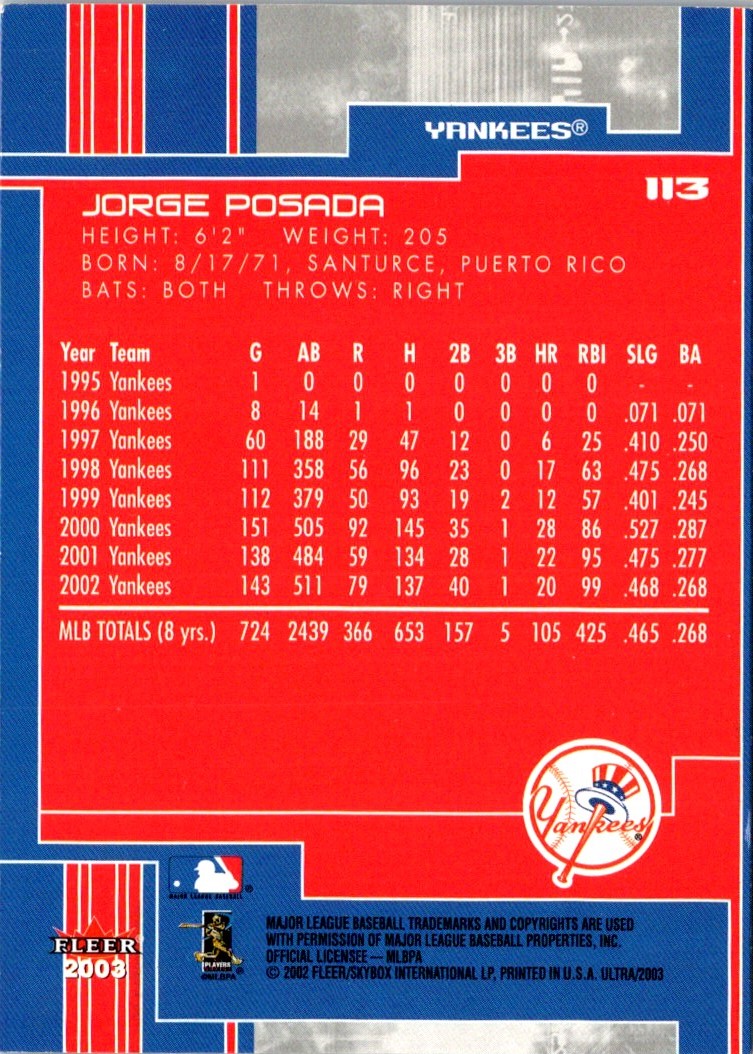 YANKEES®
113
JORGE POSADA
HEIGHT: 6'2" WEIGHT: 205
BORN: 8/17/71, SANTURCE, PUERTO RICO
BATS: BOTH THROWS: RIGHT
Year Team G AB R H 2B 3B HR RBI SLG BA
1995 Yankees 1 0 0 0 0 0 0 0 - -
1996 Yankees 8 14 1 1 0 0 0 0 .071 .071
1997 Yankees 60 188 29 47 12 0 6 25 .410 .250
1998 Yankees 111 358 56 96 23 0 17 63 .475 .268
1999 Yankees 112 379 50 93 19 2 12 57 .401 .245
2000 Yankees 151 505 92 145 35 1 28 86 .527 .287
2001 Yankees 138 484 59 134 28 1 22 95 .475 .277
2002 Yankees 143 511 79 137 40 1 20 99 .468 .268
MLB TOTALS (8 yrs.) 724 2439 366 653 157 5 105 425 .465 .268
Yankees®
MAJOR LEAGUE BASEBALL®
PLAYERS
©MLBPA
FLEER
2003
MAJOR LEAGUE BASEBALL TRADEMARKS AND COPYRIGHTS ARE USED
WITH PERMISSION OF MAJOR LEAGUE BASEBALL PROPERTIES, INC.
OFFICIAL LICENSEE — MLBPA
© 2002 FLEER/SKYBOX INTERNATIONAL LP, PRINTED IN U.S.A. ULTRA/2003